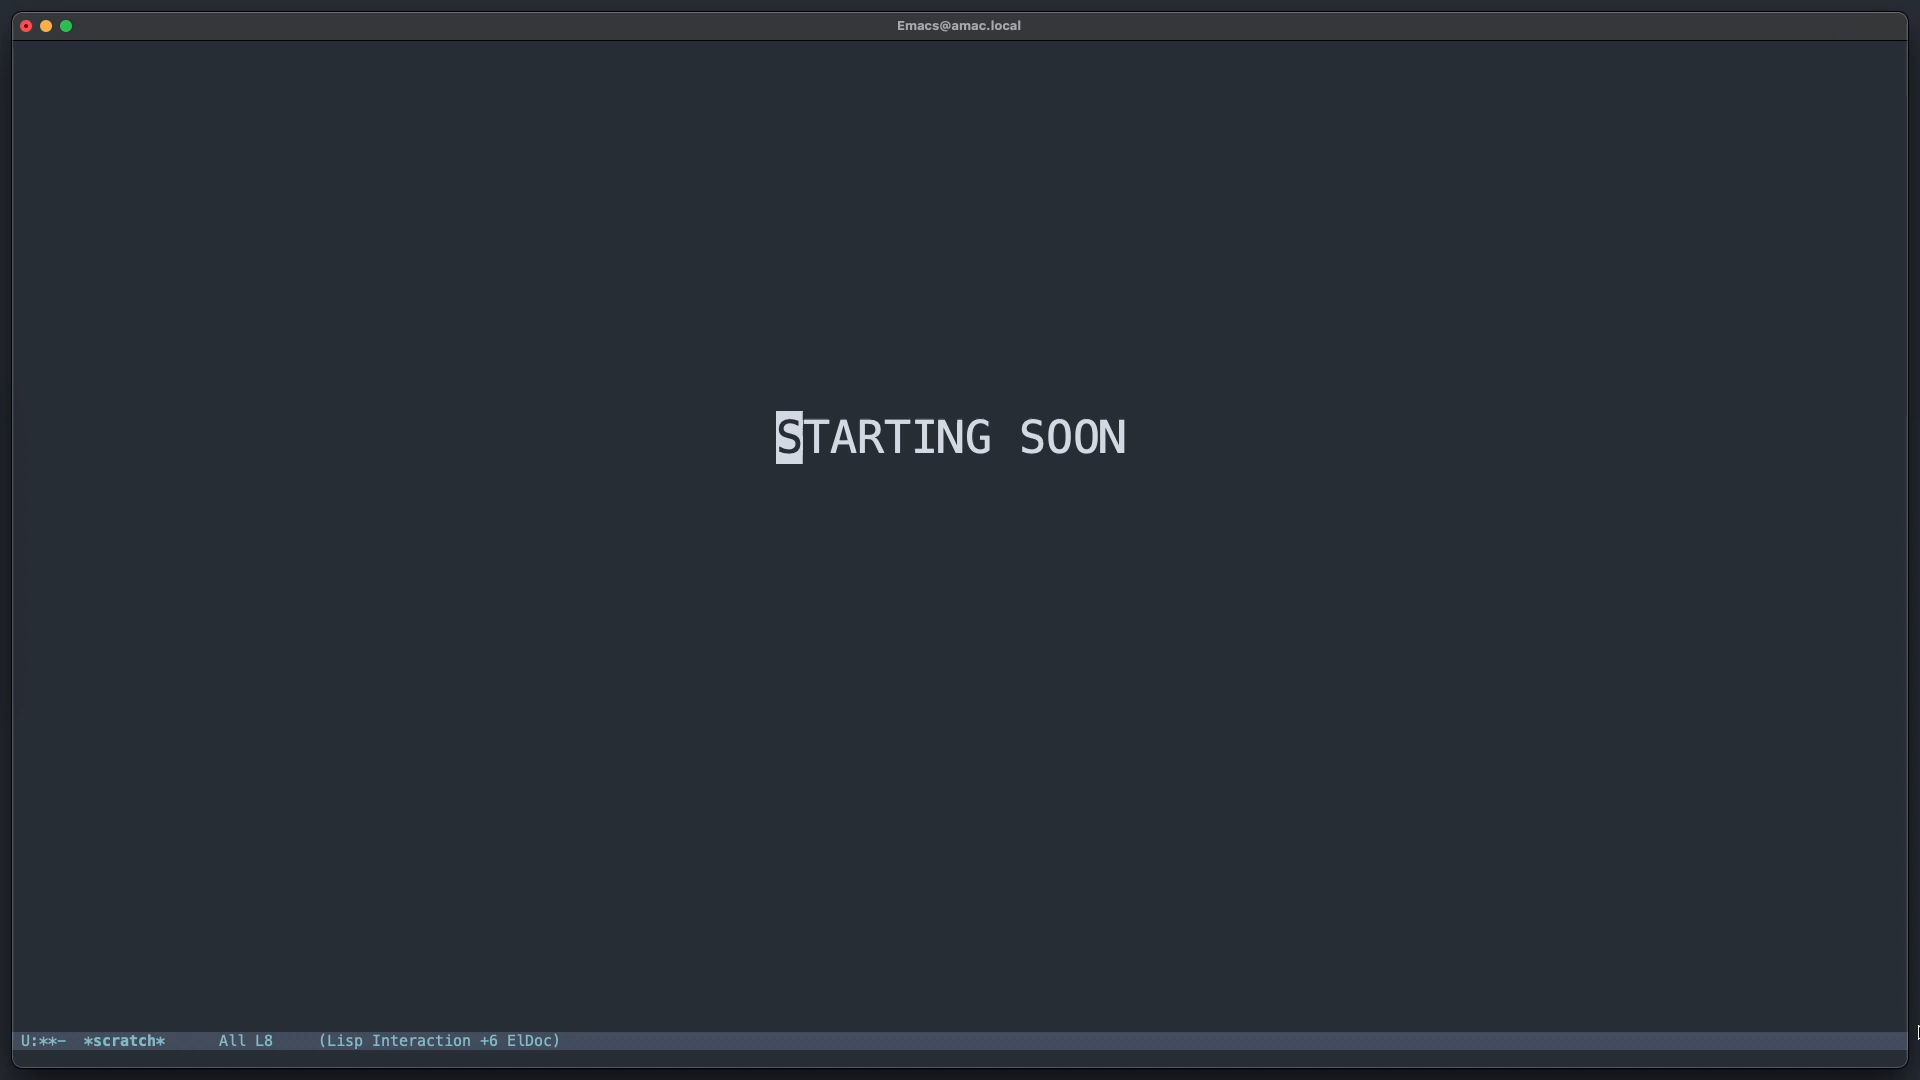 Emacs@amac.local
STARTING SOON
U:**-  *scratch*      All L8     (Lisp Interaction +6 ElDoc)